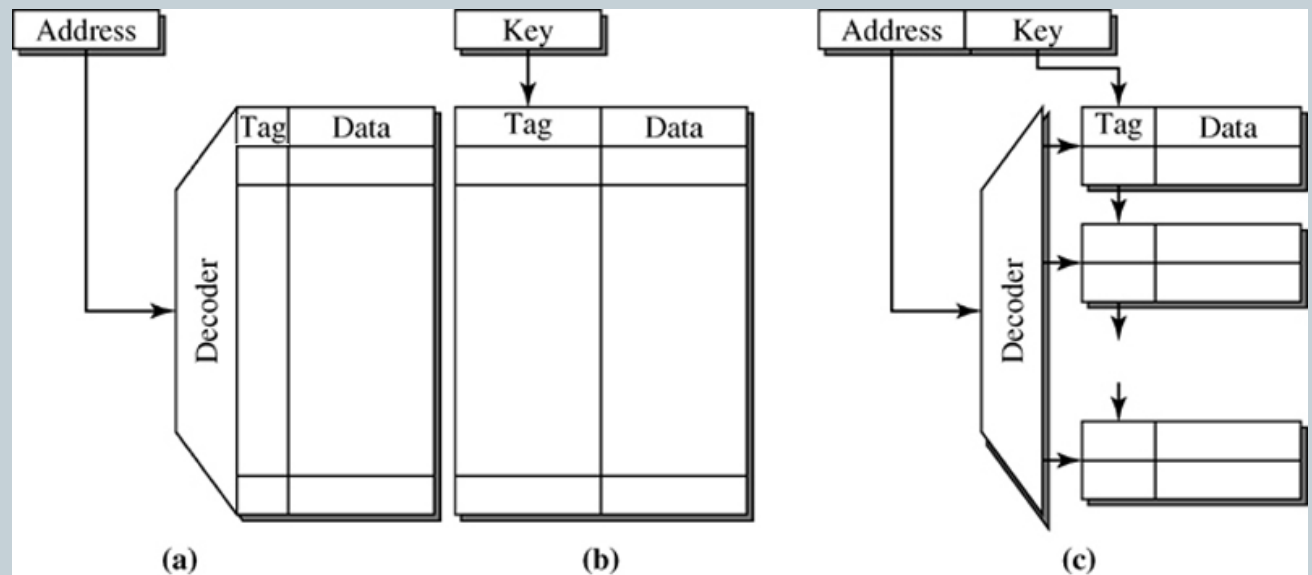 Address
Key
Address Key
Tag Data
Tag Data
Tag Data
Decoder
Decoder
(a)
(b)
(c)